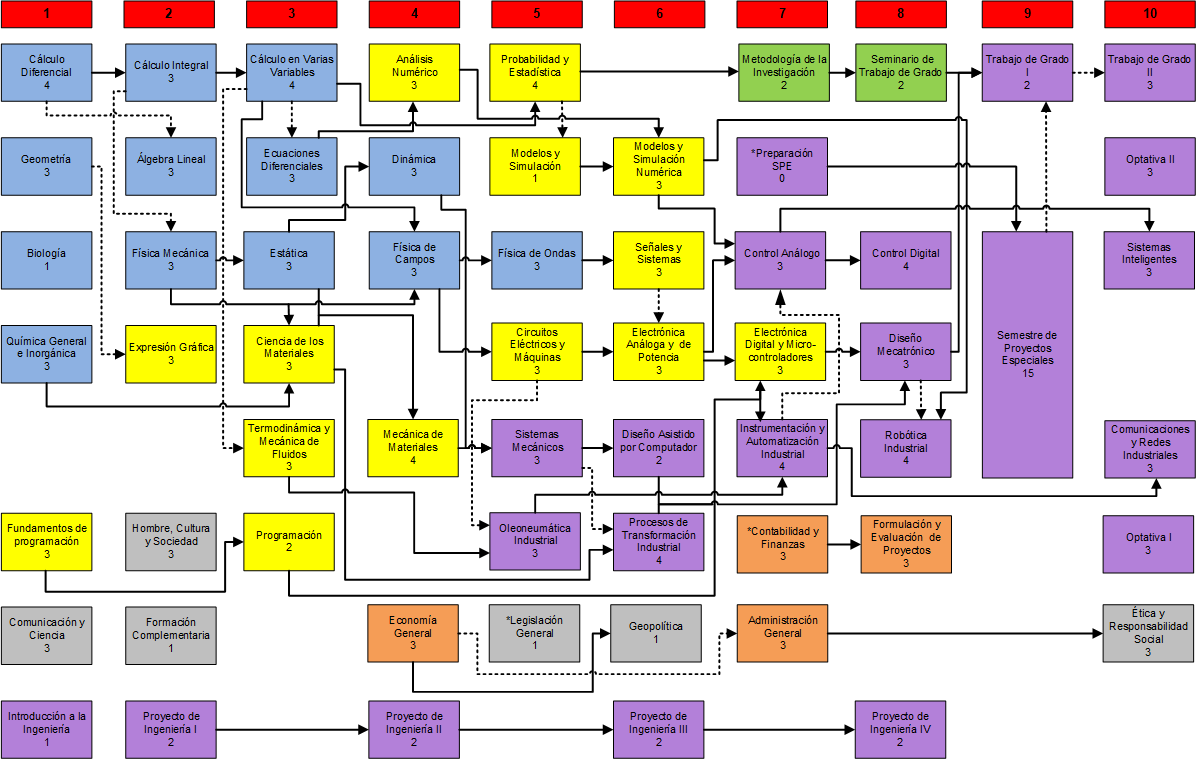 1
2
3
4
5
6
7
8
9
10
Cálculo
Diferencial
4
Cálculo Integral
3
Cálculo en Varias
Variables
4
Análisis
Numérico
3
Probabilidad y
Estadística
4
Metodología de la
Investigación
2
Seminario de
Trabajo de Grado
2
Trabajo de Grado
I
2
Trabajo de Grado
II
3
Geometría
3
Álgebra Lineal
3
Ecuaciones
Diferenciales
3
Dinámica
3
Modelos y
Simulación
1
Modelos y
Simulación
Numérica
3
*Preparación
SPE
0
Optativa II
3
Biología
1
Física Mecánica
3
Estática
3
Física de
Campos
3
Física de Ondas
3
Señales y
Sistemas
3
Control Análogo
3
Control Digital
4
Semestre de
Proyectos
Especiales
15
Sistemas
Inteligentes
3
Química General
e Inorgánica
3
Expresión Gráfica
3
Ciencia de los
Materiales
3
Circuitos
Eléctricos y
Máquinas
3
Electrónica
Análoga y de
Potencia
3
Electrónica
Digital y Micro-
controladores
3
Diseño
Mecatrónico
3
Termodinámica y
Mecánica de
Fluidos
3
Mecánica de
Materiales
4
Sistemas
Mecánicos
3
Diseño Asistido
por Computador
2
Instrumentación y
Automatización
Industrial
4
Robótica
Industrial
4
Comunicaciones
y Redes
Industriales
3
Fundamentos de
programación
3
Hombre, Cultura
y Sociedad
3
Programación
2
Oleoneumática
Industrial
3
Procesos de
Transformación
Industrial
4
*Contabilidad y
Finanzas
3
Formulación y
Evaluación de
Proyectos
3
Optativa I
3
Comunicación y
Ciencia
3
Formación
Complementaria
1
Economía
General
3
*Legislación
General
1
Geopolítica
1
Administración
General
3
Ética y
Responsabilidad
Social
3
Introducción a la
Ingeniería
1
Proyecto de
Ingeniería I
2
Proyecto de
Ingeniería II
2
Proyecto de
Ingeniería III
2
Proyecto de
Ingeniería IV
2